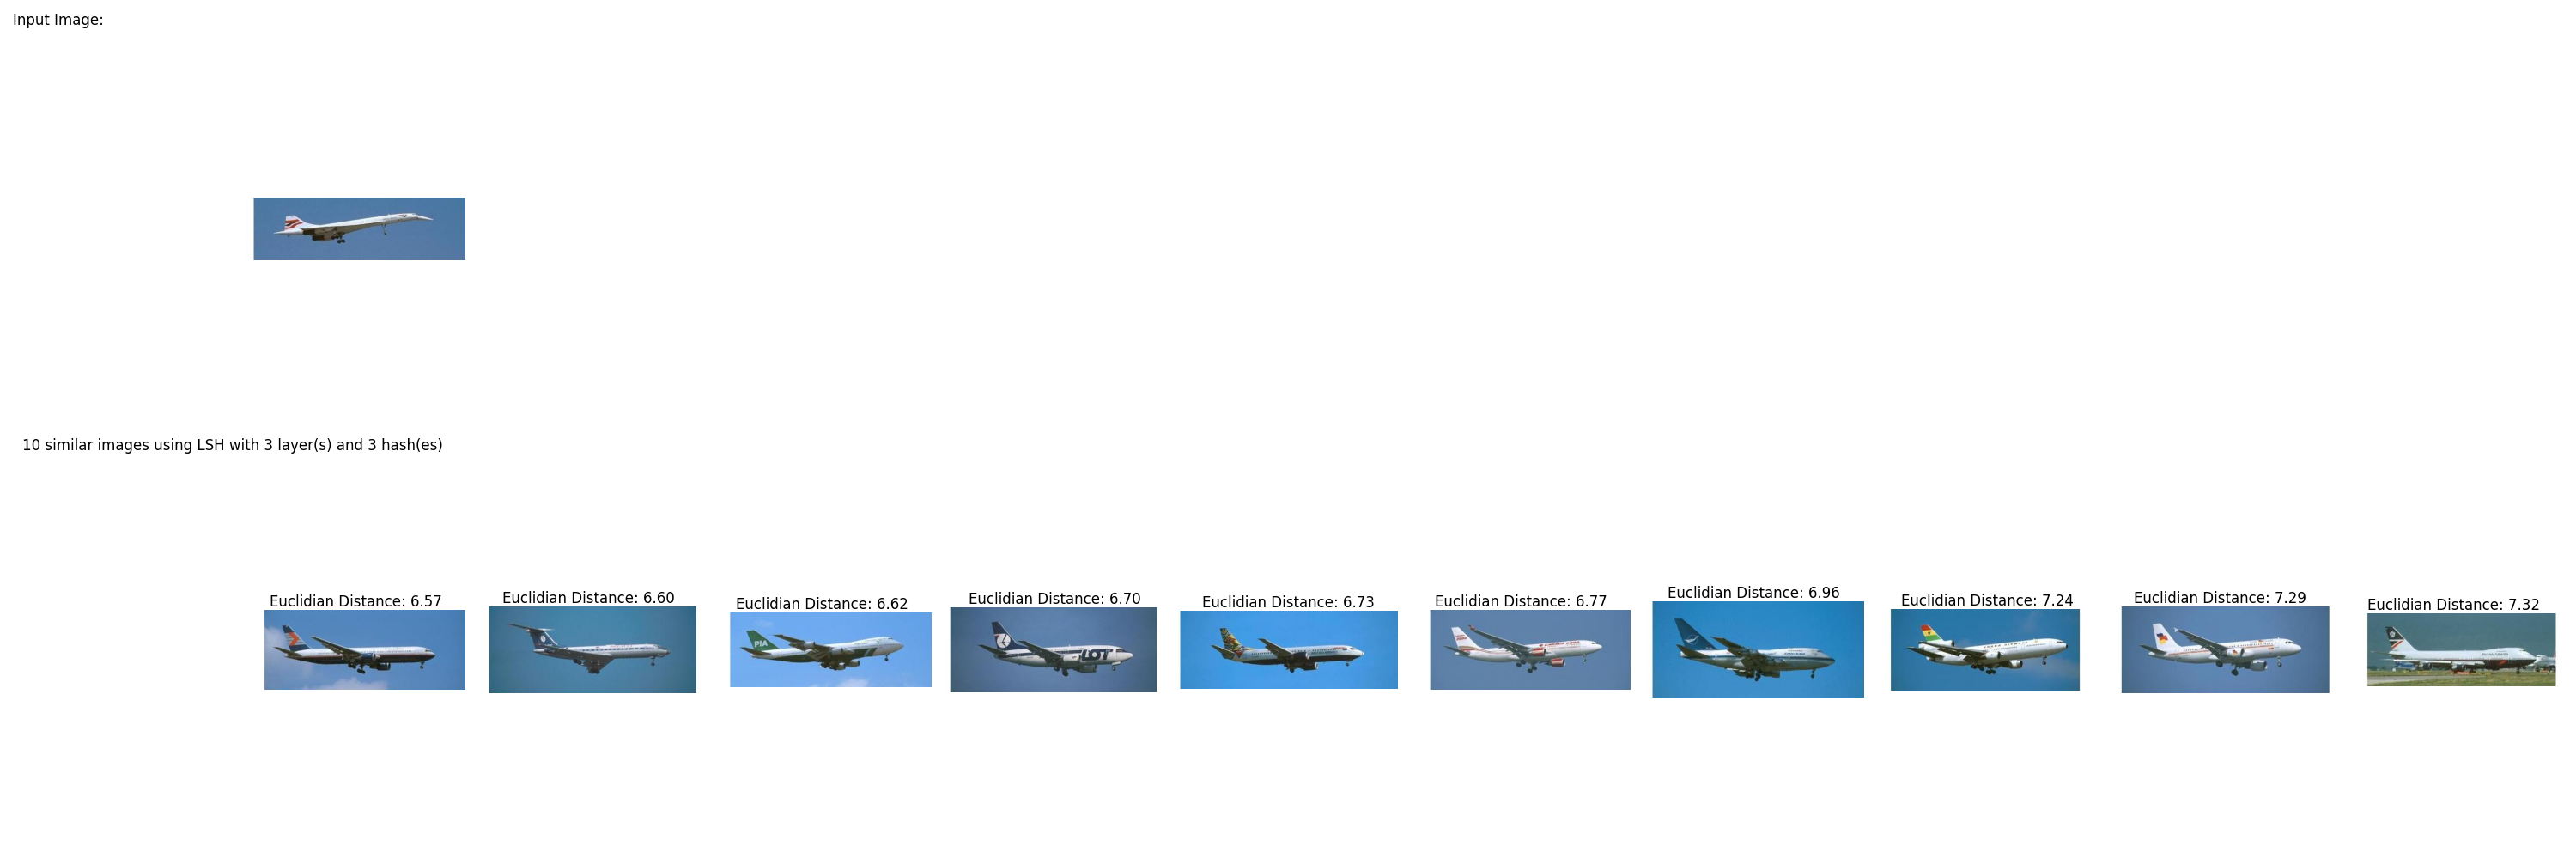 Input Image:
10 similar images using LSH with 3 layer(s) and 3 hash(es)
Euclidian Distance: 6.57
Euclidian Distance: 6.60
Euclidian Distance: 6.62
Euclidian Distance: 6.70
Euclidian Distance: 6.73
Euclidian Distance: 6.77
Euclidian Distance: 6.96
Euclidian Distance: 7.24
Euclidian Distance: 7.29
Euclidian Distance: 7.32
PIA
LOT